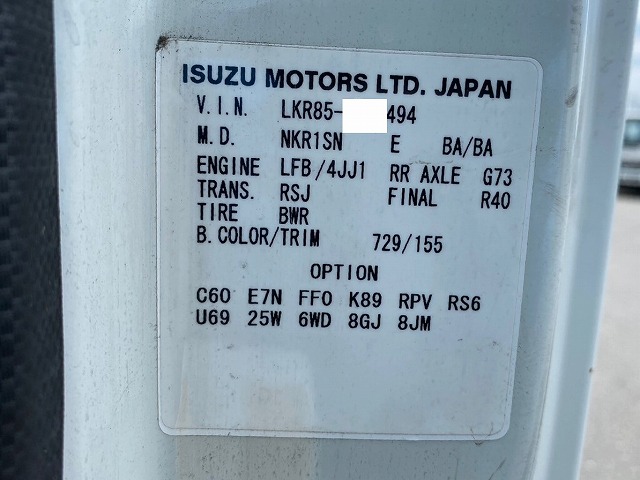 ISUZU MOTORS LTD. JAPAN
V.I.N. LKR85- 494
M.D. NKR1SN E BA/BA
ENGINE LFB/4JJ1 RR AXLE G73
TRANS. RSJ FINAL R40
TIRE BWR
B.COLOR/TRIM 729/155
OPTION
C60 E7N FF0 K89 RPV RS6
U69 25W 6WD 8GJ 8JM